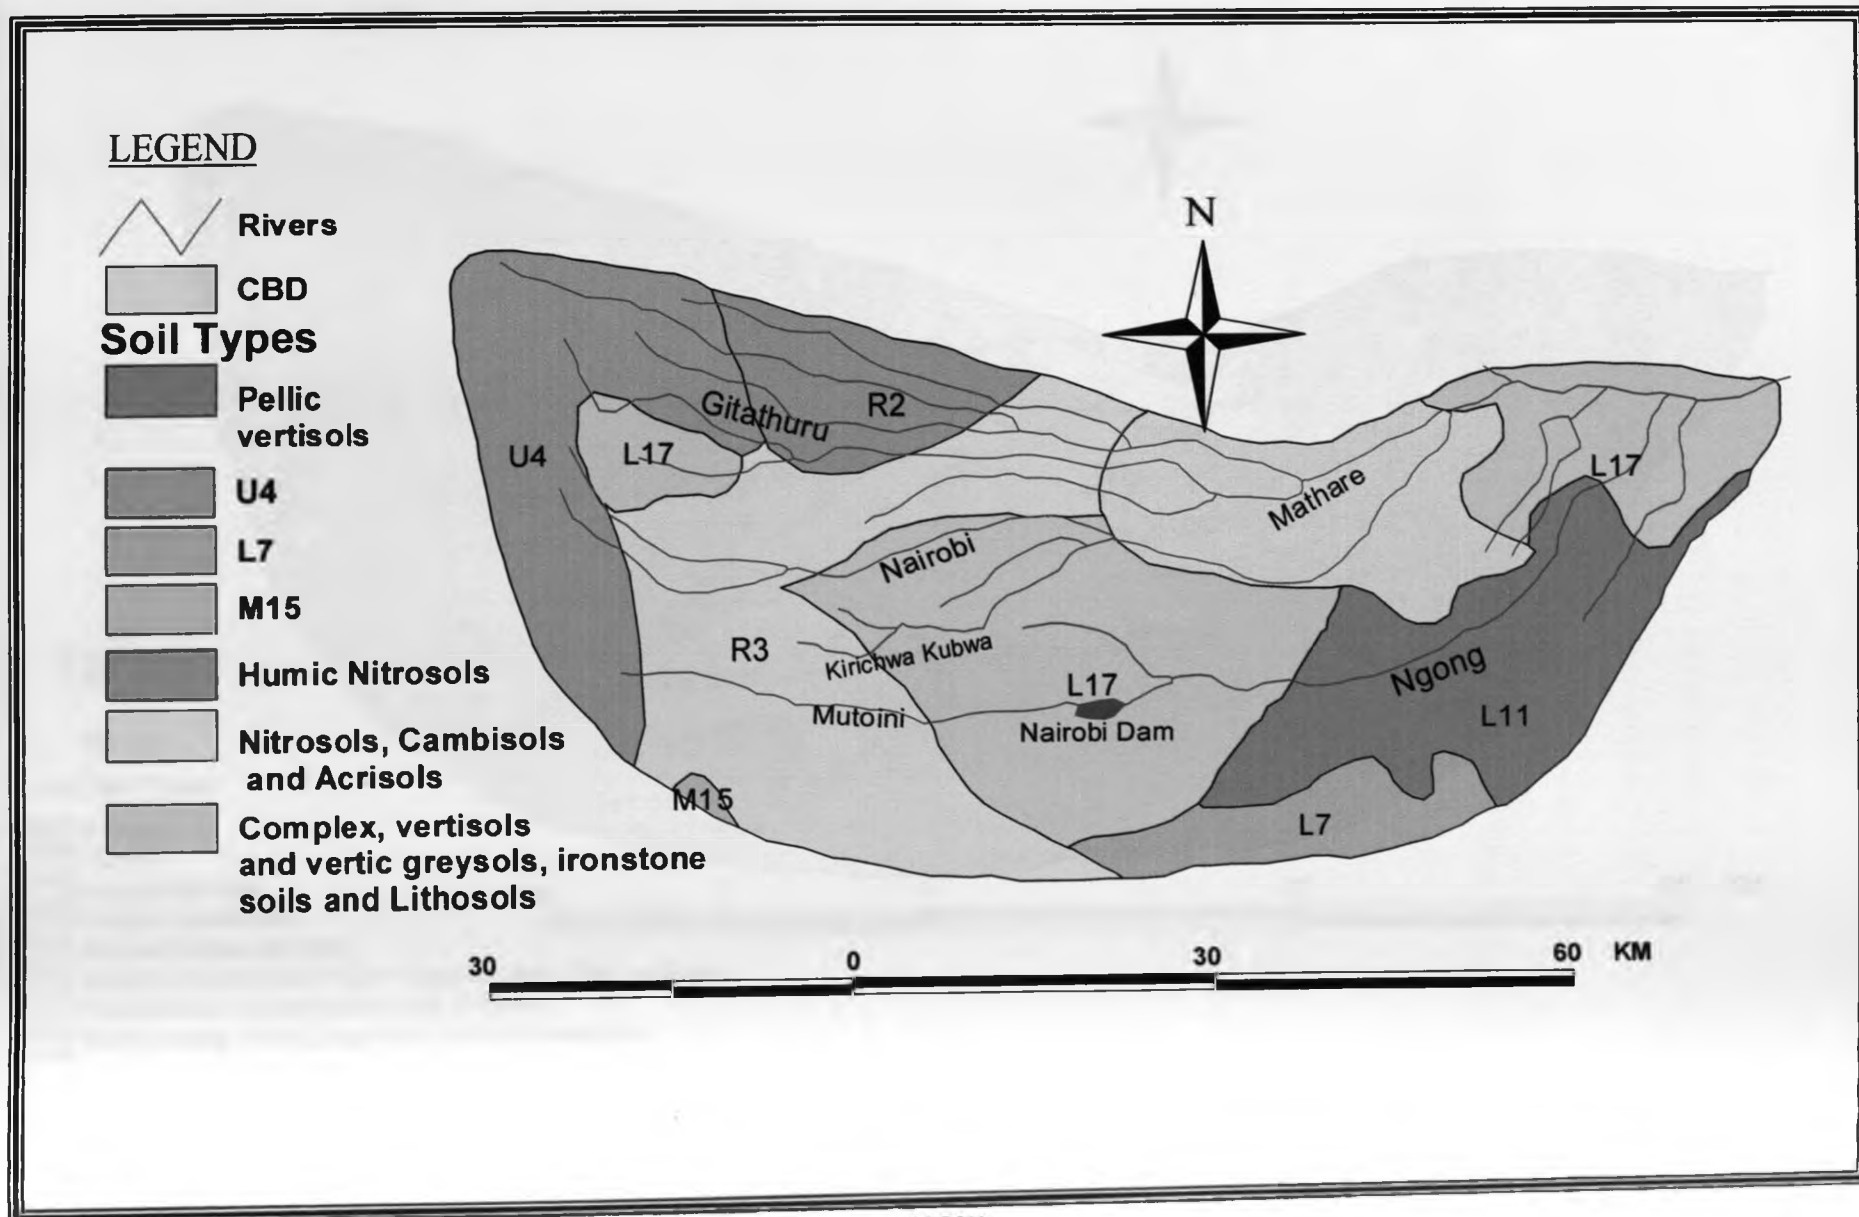 LEGEND
Rivers
CBD
Soil Types
Pellic
vertisols
U4
L7
M15
Humic Nitrosols
Nitrosols, Cambisols
and Acrisols
Complex, vertisols
and vertic greysols, ironstone
soils and Lithosols
N
Gitathuru
R2
U4
L17
L17
Mathare
Nairobi
R3
Kirichwa Kubwa
L17
Ngong
Mutoini
Nairobi Dam
L11
M15
L7
30
0
30
60 KM